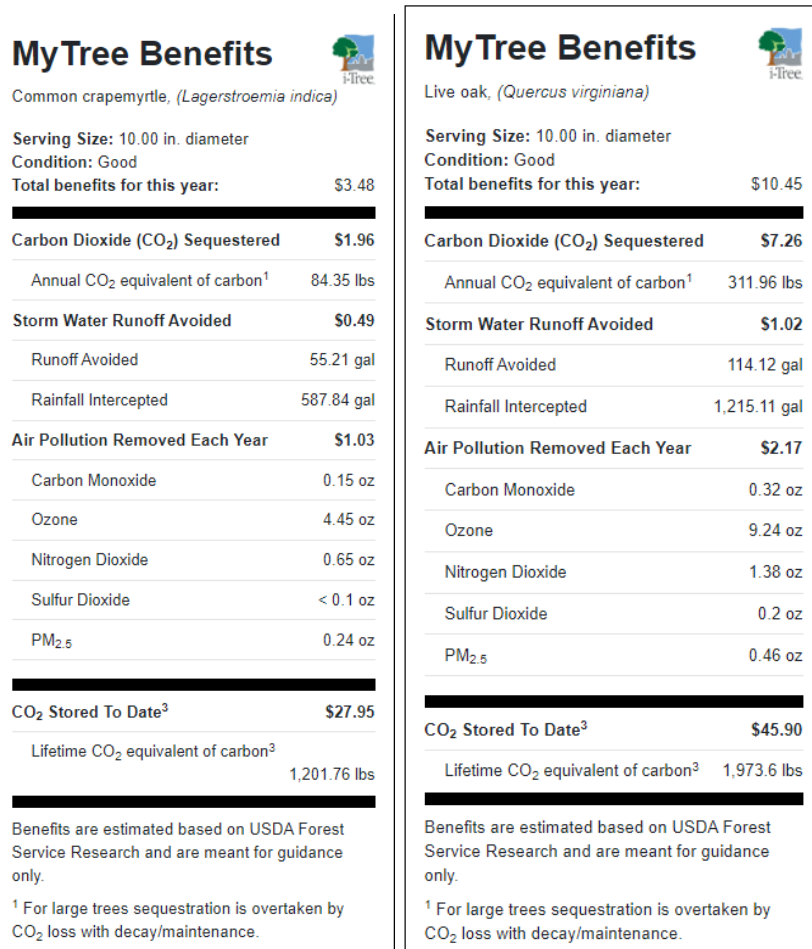 MyTree Benefits
i-Tree
Common crapemyrtle, (Lagerstroemia indica)
Serving Size: 10.00 in. diameter
Condition: Good
Total benefits for this year: $3.48
Carbon Dioxide (CO₂) Sequestered $1.96
Annual CO₂ equivalent of carbon¹ 84.35 lbs
Storm Water Runoff Avoided $0.49
Runoff Avoided 55.21 gal
Rainfall Intercepted 587.84 gal
Air Pollution Removed Each Year $1.03
Carbon Monoxide 0.15 oz
Ozone 4.45 oz
Nitrogen Dioxide 0.65 oz
Sulfur Dioxide < 0.1 oz
PM₂.₅ 0.24 oz
CO₂ Stored To Date³ $27.95
Lifetime CO₂ equivalent of carbon³
1,201.76 lbs
Benefits are estimated based on USDA Forest
Service Research and are meant for guidance
only.
¹ For large trees sequestration is overtaken by
CO₂ loss with decay/maintenance.
MyTree Benefits
i-Tree
Live oak, (Quercus virginiana)
Serving Size: 10.00 in. diameter
Condition: Good
Total benefits for this year: $10.45
Carbon Dioxide (CO₂) Sequestered $7.26
Annual CO₂ equivalent of carbon¹ 311.96 lbs
Storm Water Runoff Avoided $1.02
Runoff Avoided 114.12 gal
Rainfall Intercepted 1,215.11 gal
Air Pollution Removed Each Year $2.17
Carbon Monoxide 0.32 oz
Ozone 9.24 oz
Nitrogen Dioxide 1.38 oz
Sulfur Dioxide 0.2 oz
PM₂.₅ 0.46 oz
CO₂ Stored To Date³ $45.90
Lifetime CO₂ equivalent of carbon³ 1,973.6 lbs
Benefits are estimated based on USDA Forest
Service Research and are meant for guidance
only.
¹ For large trees sequestration is overtaken by
CO₂ loss with decay/maintenance.